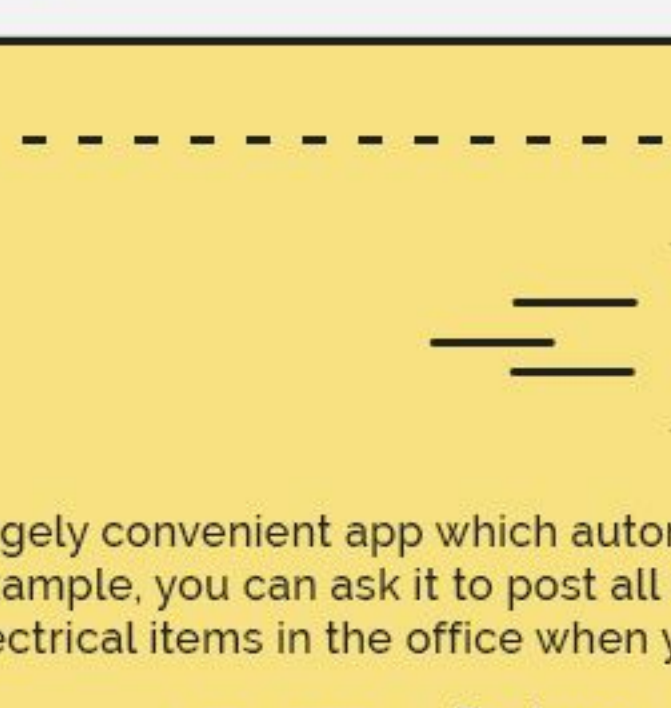 gely convenient app which autor
ample, you can ask it to post all
ectrical items in the office when y